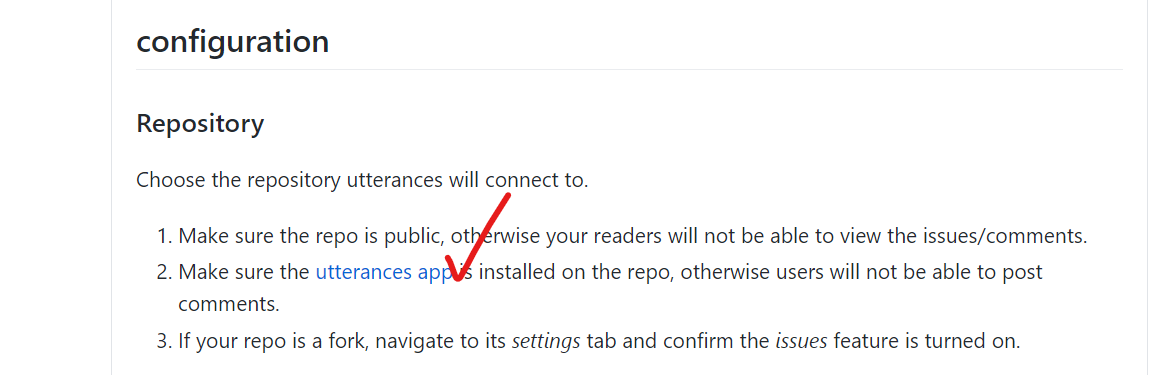 configuration
Repository
Choose the repository utterances will connect to.
1. Make sure the repo is public, otherwise your readers will not be able to view the issues/comments.
2. Make sure the utterances app is installed on the repo, otherwise users will not be able to post
comments.
3. If your repo is a fork, navigate to its settings tab and confirm the issues feature is turned on.